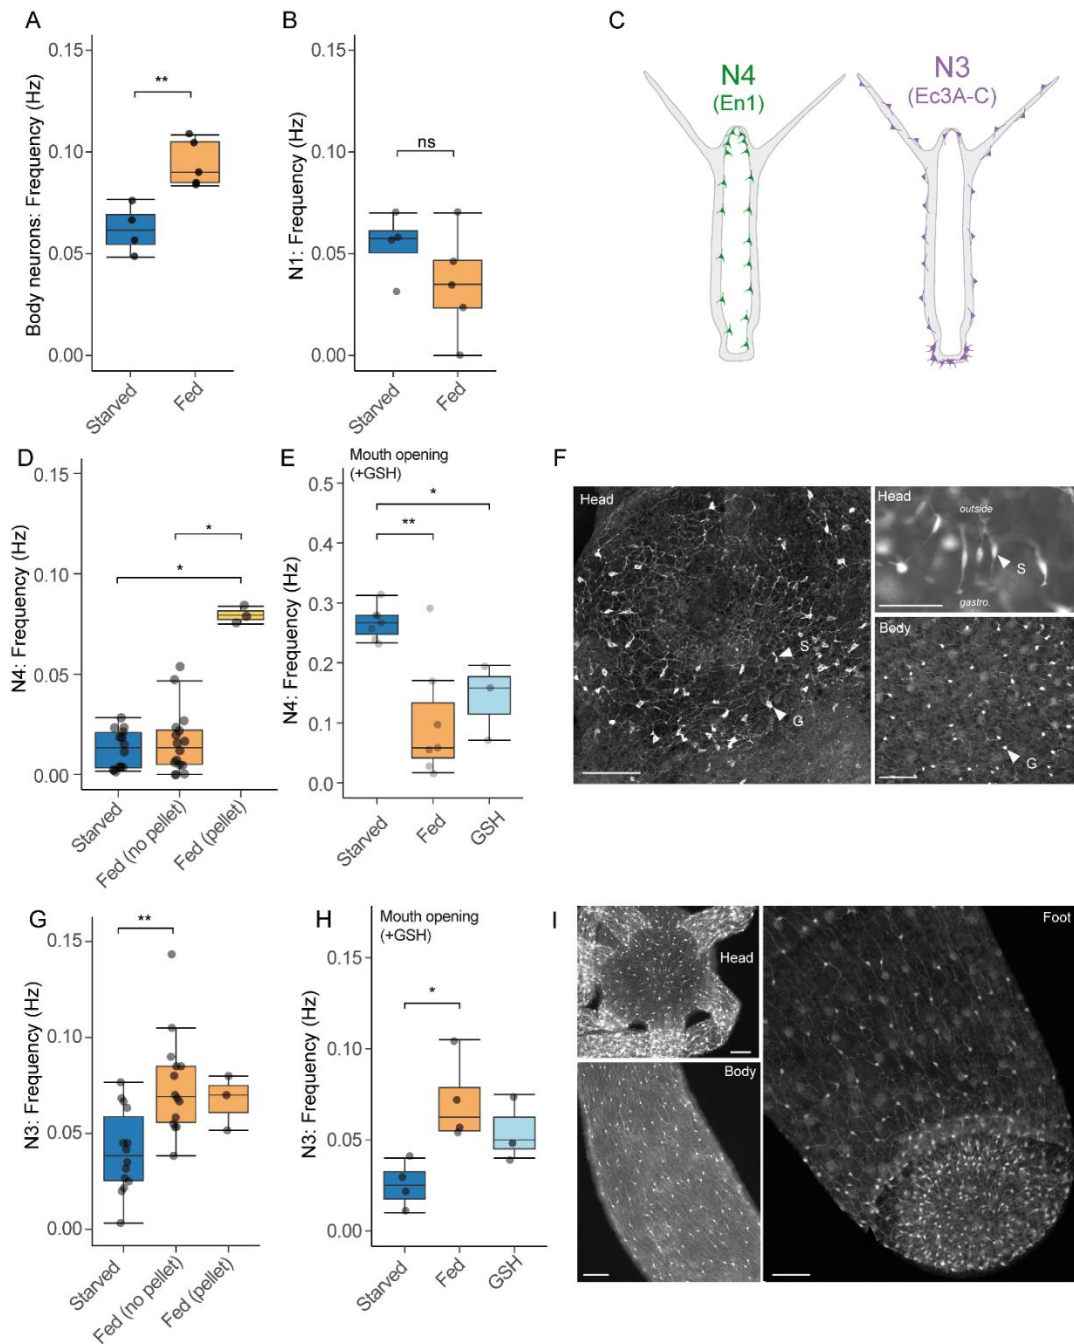 A
Body neurons: Frequency (Hz)
0.15
0.10
0.05
0.00
**
Starved
Fed
B
N1: Frequency (Hz)
0.15
0.10
0.05
0.00
ns
Starved
Fed
C
N4
(En1)
N3
(Ec3A-C)
D
N4: Frequency (Hz)
0.15
0.10
0.05
0.00
*
*
Starved
Fed (no pellet)
Fed (pellet)
E
Mouth opening
(+GSH)
N4: Frequency (Hz)
0.5
0.4
0.3
0.2
0.1
0.0
*
**
Starved
Fed
GSH
F
Head
S
G
Head
outside
S
gastro.
Body
G
G
N3: Frequency (Hz)
0.15
0.10
0.05
0.00
**
Starved
Fed (no pellet)
Fed (pellet)
H
Mouth opening
(+GSH)
N3: Frequency (Hz)
0.15
0.10
0.05
0.00
*
Starved
Fed
GSH
I
Head
Body
Foot